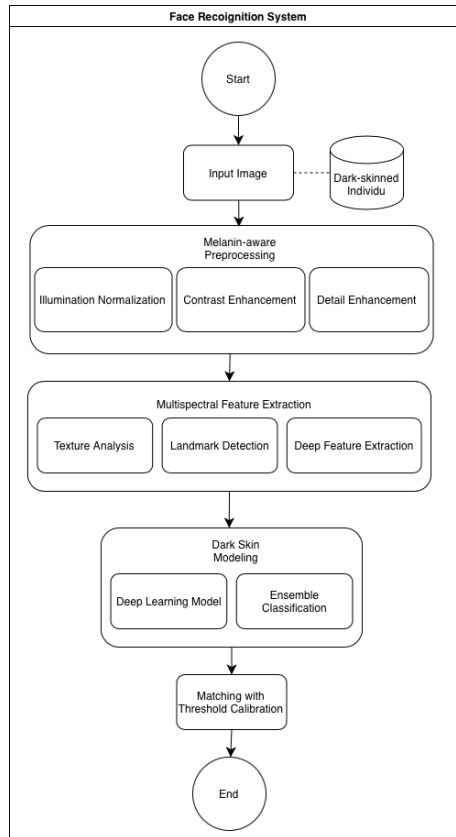 Face Recoignition System
Start
Input Image
Dark-skinned
Individu
Melanin-aware
Preprocessing
Illumination Normalization
Contrast Enhancement
Detail Enhancement
Multispectral Feature Extraction
Texture Analysis
Landmark Detection
Deep Feature Extraction
Dark Skin
Modeling
Deep Learning Model
Ensemble
Classification
Matching with
Threshold Calibration
End